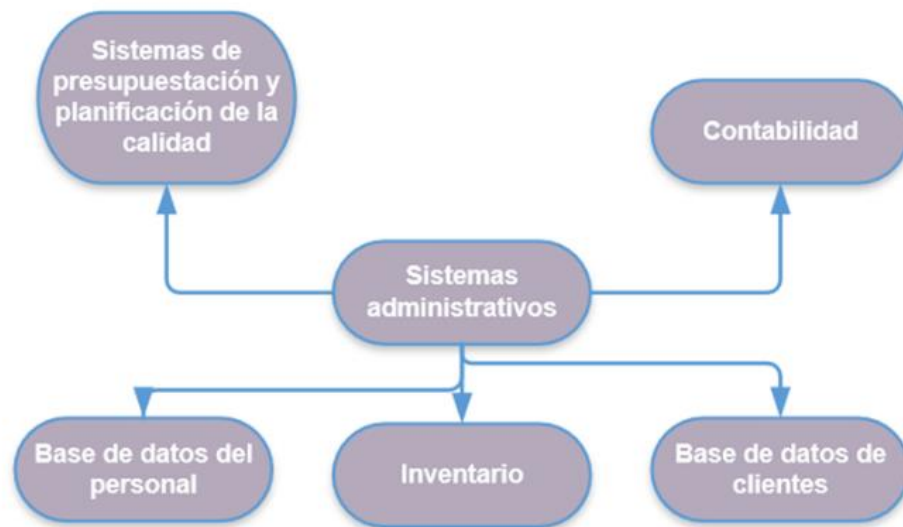 Sistemas de
presupuestación y
planificación de la
calidad
Contabilidad
Sistemas
administrativos
Base de datos del
personal
Inventario
Base de datos de
clientes